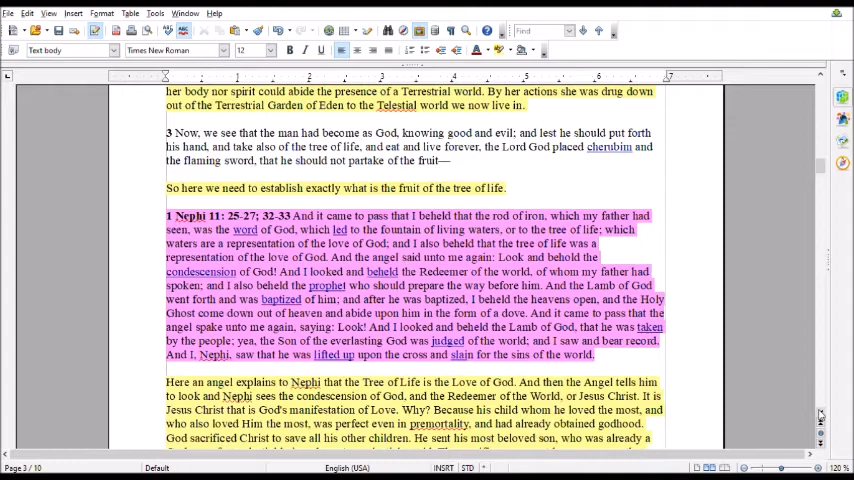 File Edit View Insert Format Table Tools Window Help
Find
Text body Times New Roman 12
1 2 3 4 5 6 7
her body nor spirit could abide the presence of a Terrestrial world. By her actions she was drug down
out of the Terrestrial Garden of Eden to the Telestial world we now live in.
3 Now, we see that the man had become as God, knowing good and evil; and lest he should put forth
his hand, and take also of the tree of life, and eat and live forever, the Lord God placed cherubim and
the flaming sword, that he should not partake of the fruit—
So here we need to establish exactly what is the fruit of the tree of life.
1 Nephi 11: 25-27; 32-33 And it came to pass that I beheld that the rod of iron, which my father had
seen, was the word of God, which led to the fountain of living waters, or to the tree of life; which
waters are a representation of the love of God; and I also beheld that the tree of life was a
representation of the love of God. And the angel said unto me again: Look and behold the
condescension of God! And I looked and beheld the Redeemer of the world, of whom my father had
spoken; and I also beheld the prophet who should prepare the way before him. And the Lamb of God
went forth and was baptized of him; and after he was baptized, I beheld the heavens open, and the Holy
Ghost come down out of heaven and abide upon him in the form of a dove. And it came to pass that the
angel spake unto me again, saying: Look! And I looked and beheld the Lamb of God, that he was taken
by the people; yea, the Son of the everlasting God was judged of the world; and I saw and bear record.
And I, Nephi, saw that he was lifted up upon the cross and slain for the sins of the world.
Here an angel explains to Nephi that the Tree of Life is the Love of God. And then the Angel tells him
to look and Nephi sees the condescension of God, and the Redeemer of the World, or Jesus Christ. It is
Jesus Christ that is God's manifestation of Love. Why? Because his child whom he loved the most, and
who also loved Him the most, was perfect even in premortality, and had already obtained godhood.
God sacrificed Christ to save all his other children. He sent his most beloved son, who was already a
Page 3 / 10 Default English (USA) INSRT STD * 120 %